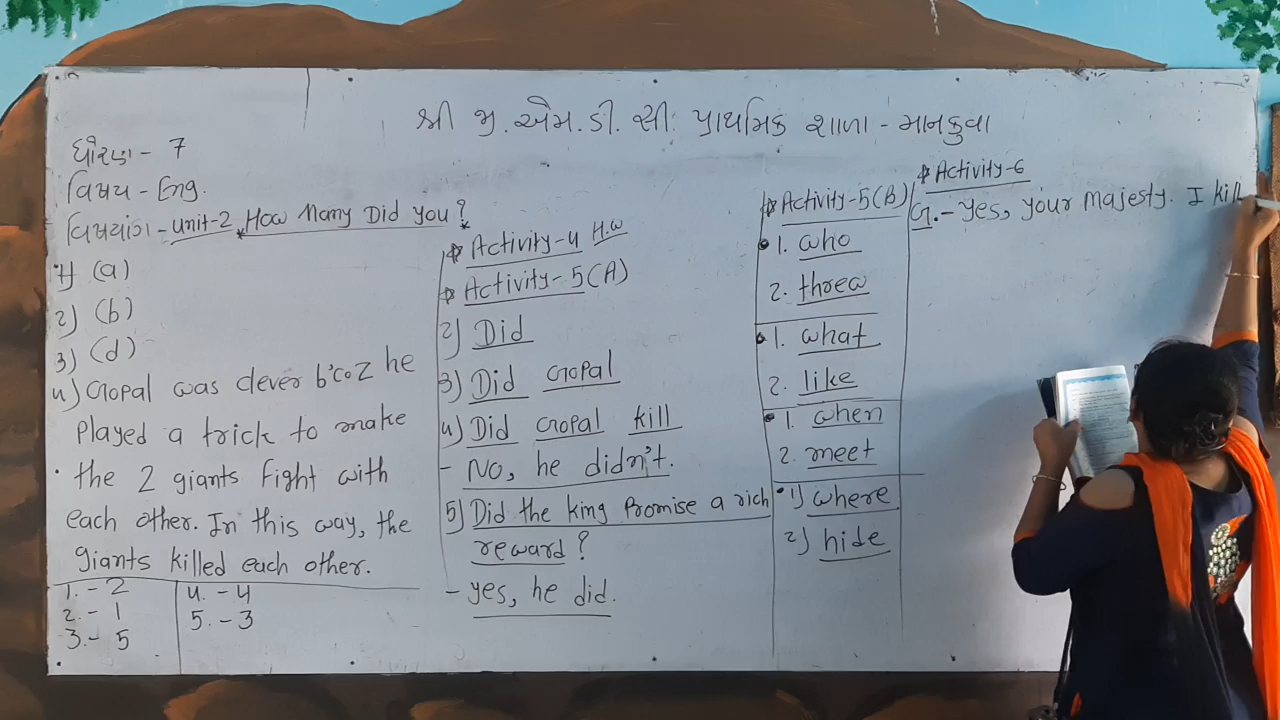 શ્રી જી. એમ. ડી. સી. પ્રાથમિક શાળા - માનકુવા
ધોરણ - 7
વિષય - Eng.
વિષયાંગ - unit-2 How Many Did you?
1) (a)
2) (b)
3) (d)
4) Gopal was clever b'coz he
Played a trick to make
the 2 giants Fight with
each other. In this way, the
giants killed each other.
1. - 2
2. - 1
3. - 5
4. - 4
5. - 3
Activity-4 H.W
Activity-5(A)
2) Did
3) Did Gopal
4) Did Gopal kill
- No, he didn't.
5) Did the king Promise a rich
reward?
- yes, he did.
Activity-5(B)
1. who
2. threw
1. what
2. like
1. when
2. meet
1) where
2) hide
Activity-6
G. - Yes, your majesty. I kill